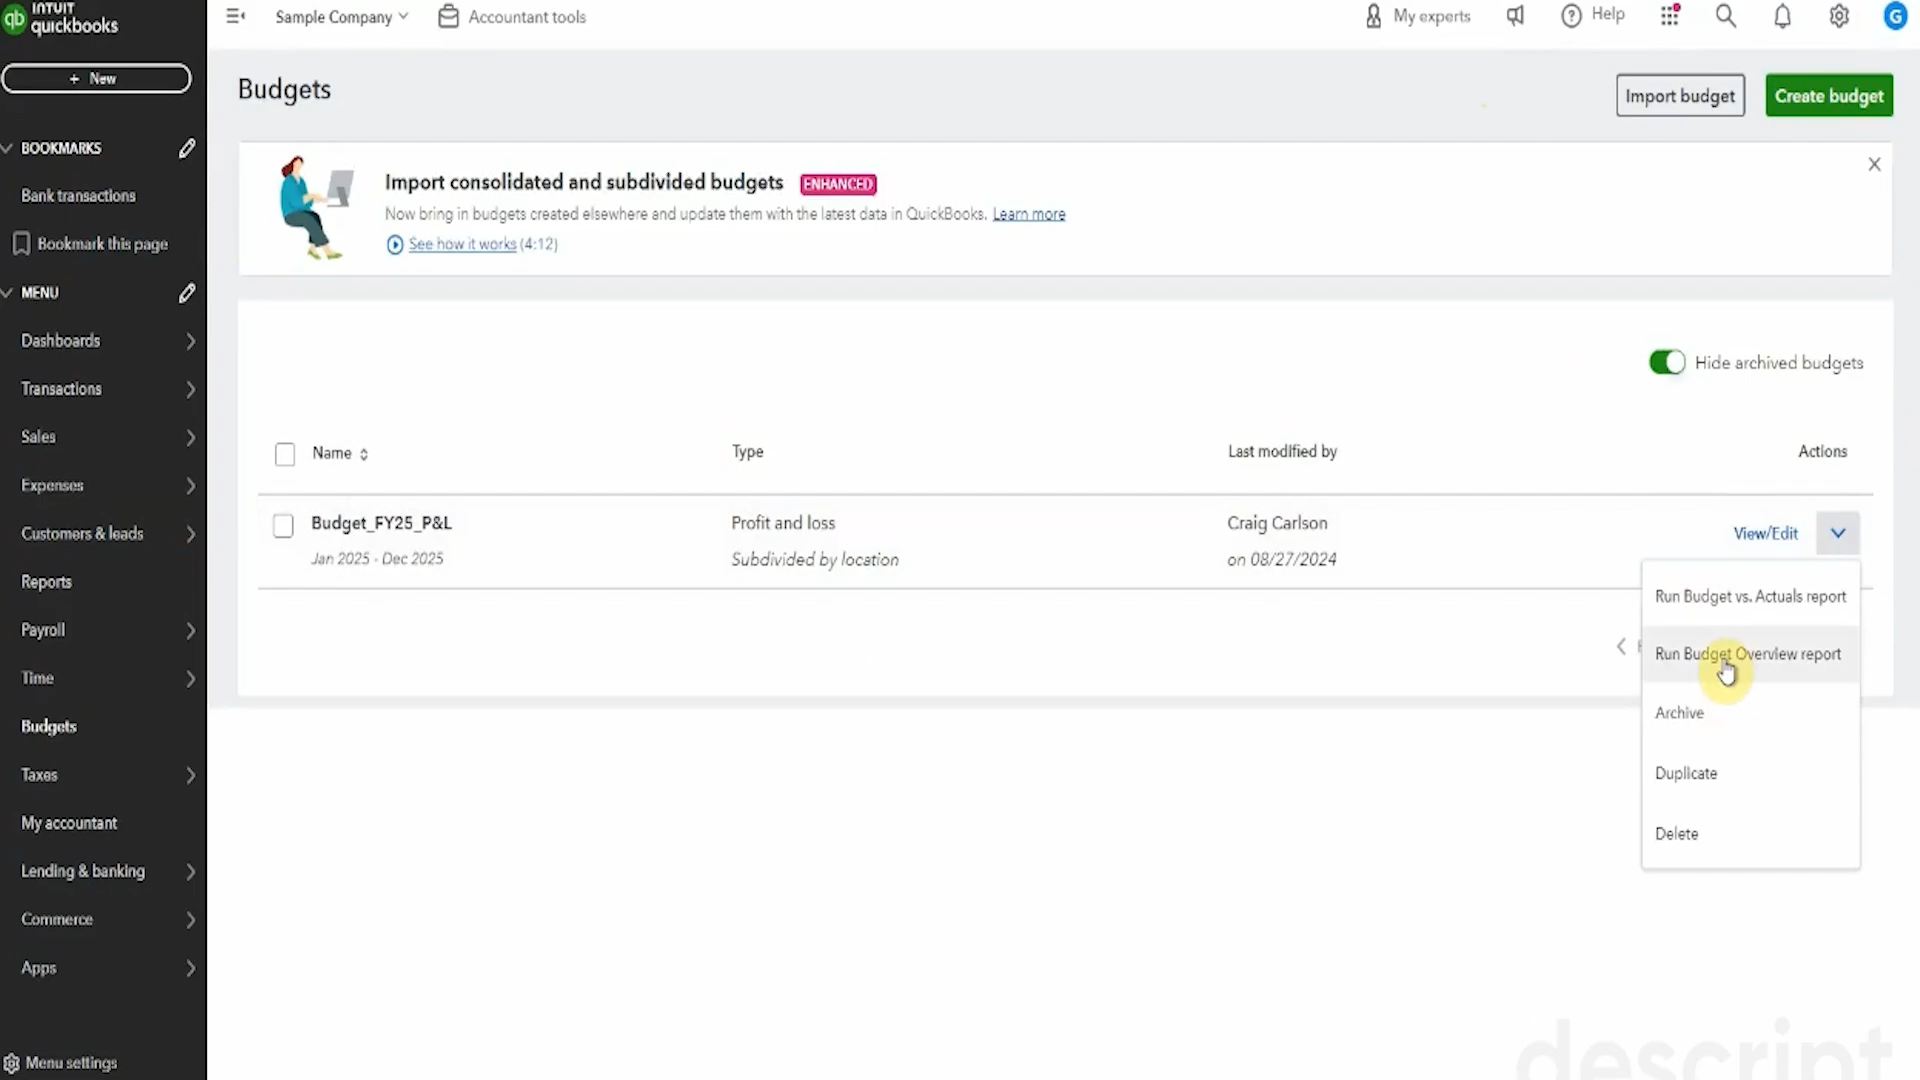 INTUIT
quickbooks
Sample Company
Accountant tools
My experts
Help
G
+ New
Budgets
Import budget
Create budget
BOOKMARKS
Bank transactions
Bookmark this page
MENU
Dashboards
Transactions
Sales
Expenses
Customers & leads
Reports
Payroll
Time
Budgets
Taxes
My accountant
Lending & banking
Commerce
Apps
Menu settings
Import consolidated and subdivided budgets ENHANCED
Now bring in budgets created elsewhere and update them with the latest data in QuickBooks. Learn more
See how it works (4:12)
Hide archived budgets
Name
Type
Last modified by
Actions
Budget_FY25_P&L
Profit and loss
Craig Carlson
View/Edit
Jan 2025 - Dec 2025
Subdivided by location
on 08/27/2024
Run Budget vs. Actuals report
Run Budget Overview report
Archive
Duplicate
Delete
descript